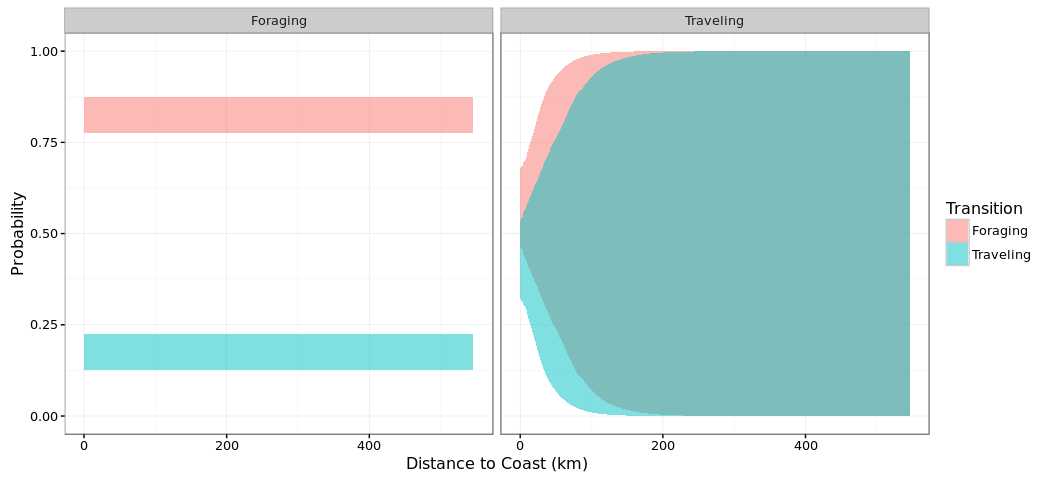 Foraging
Traveling
1.00
0.75
0.50
0.25
0.00
Probability
0 200 400
0 200 400
Distance to Coast (km)
Transition
Foraging
Traveling